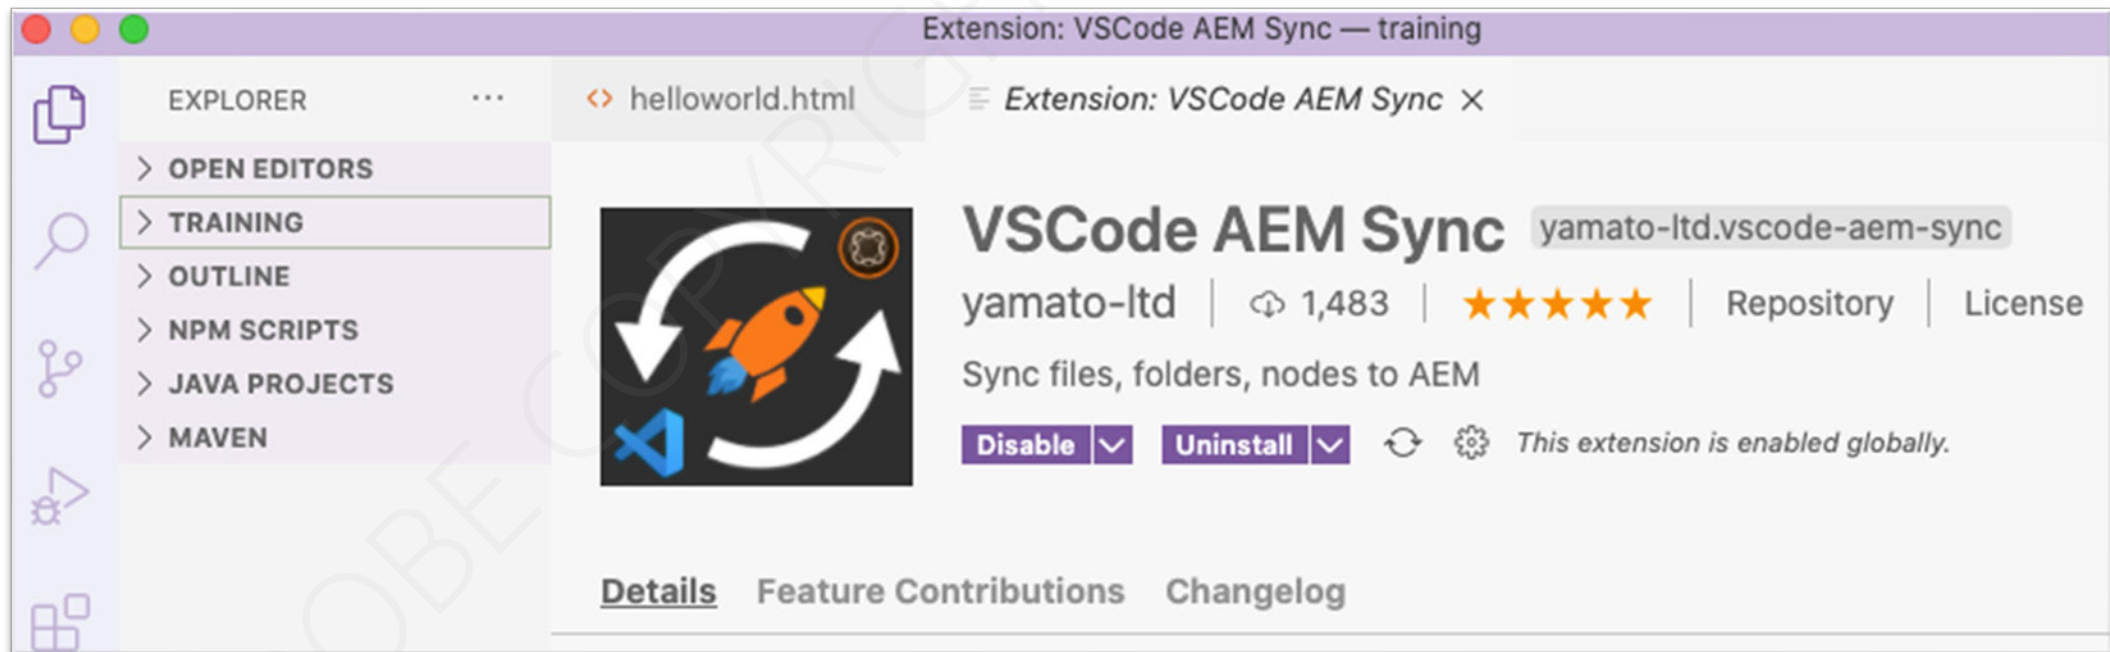 Extension: VSCode AEM Sync — training
EXPLORER ...
helloworld.html
Extension: VSCode AEM Sync
OPEN EDITORS
TRAINING
OUTLINE
NPM SCRIPTS
JAVA PROJECTS
MAVEN
VSCode AEM Sync yamato-ltd.vscode-aem-sync
yamato-ltd 1,483 Repository License
Sync files, folders, nodes to AEM
Disable Uninstall This extension is enabled globally.
Details Feature Contributions Changelog
OBE COPYRIGH